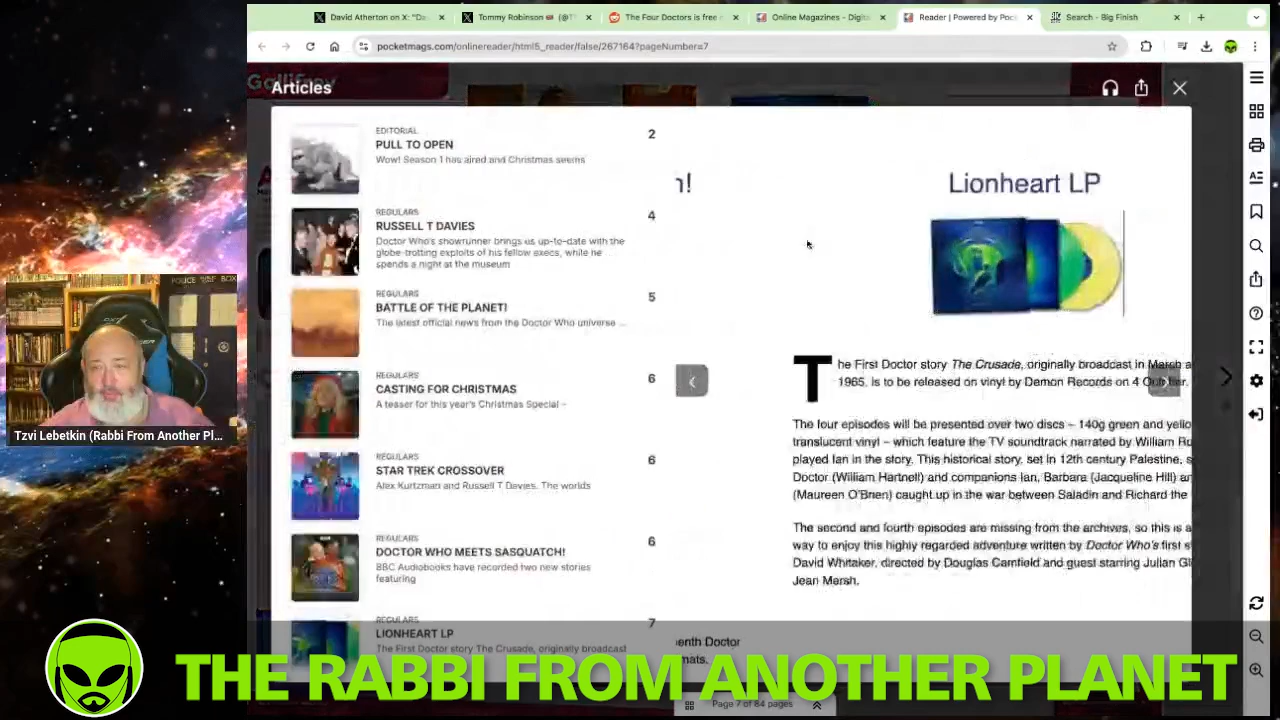 David Atherton on X: "Da
Tommy Robinson
The Four Doctors is free
Online Magazines - Digit
Reader | Powered by Poc
Search - Big Finish
pocketmags.com/onlinereader/html5_reader/false/267164?pageNumber=7
Gallifrey
Articles
EDITORIAL
PULL TO OPEN
Wow! Season 1 has aired and Christmas seems
2
REGULARS
RUSSELL T DAVIES
Doctor Who's showrunner brings us up-to-date with the
globe-trotting exploits of his fellow execs, while he
spends a night at the museum
4
REGULARS
BATTLE OF THE PLANET!
The latest official news from the Doctor Who universe ...
5
REGULARS
CASTING FOR CHRISTMAS
A teaser for this year's Christmas Special –
6
REGULARS
STAR TREK CROSSOVER
Alex Kurtzman and Russell T Davies. The worlds
6
REGULARS
DOCTOR WHO MEETS SASQUATCH!
BBC Audiobooks have recorded two new stories
featuring
6
REGULARS
LIONHEART LP
The First Doctor story The Crusade, originally broadcast
7
n!
Lionheart LP
The First Doctor story The Crusade, originally broadcast in March a
1965, is to be released on vinyl by Demon Records on 4 October.
The four episodes will be presented over two discs – 140g green and yello
translucent vinyl – which feature the TV soundtrack narrated by William Ru
played Ian in the story. This historical story, set in 12th century Palestine, s
Doctor (William Hartnell) and companions Ian, Barbara (Jacqueline Hill) an
(Maureen O'Brien) caught up in the war between Saladin and Richard the
The second and fourth episodes are missing from the archives, so this is a
way to enjoy this highly regarded adventure written by Doctor Who's first s
David Whitaker, directed by Douglas Camfield and guest starring Julian Gl
Jean Marsh.
enth Doctor
mats.
Page 7 of 84 pages
POLICE BOX
Tzvi Lebetkin (Rabbi From Another Pl...
THE RABBI FROM ANOTHER PLANET